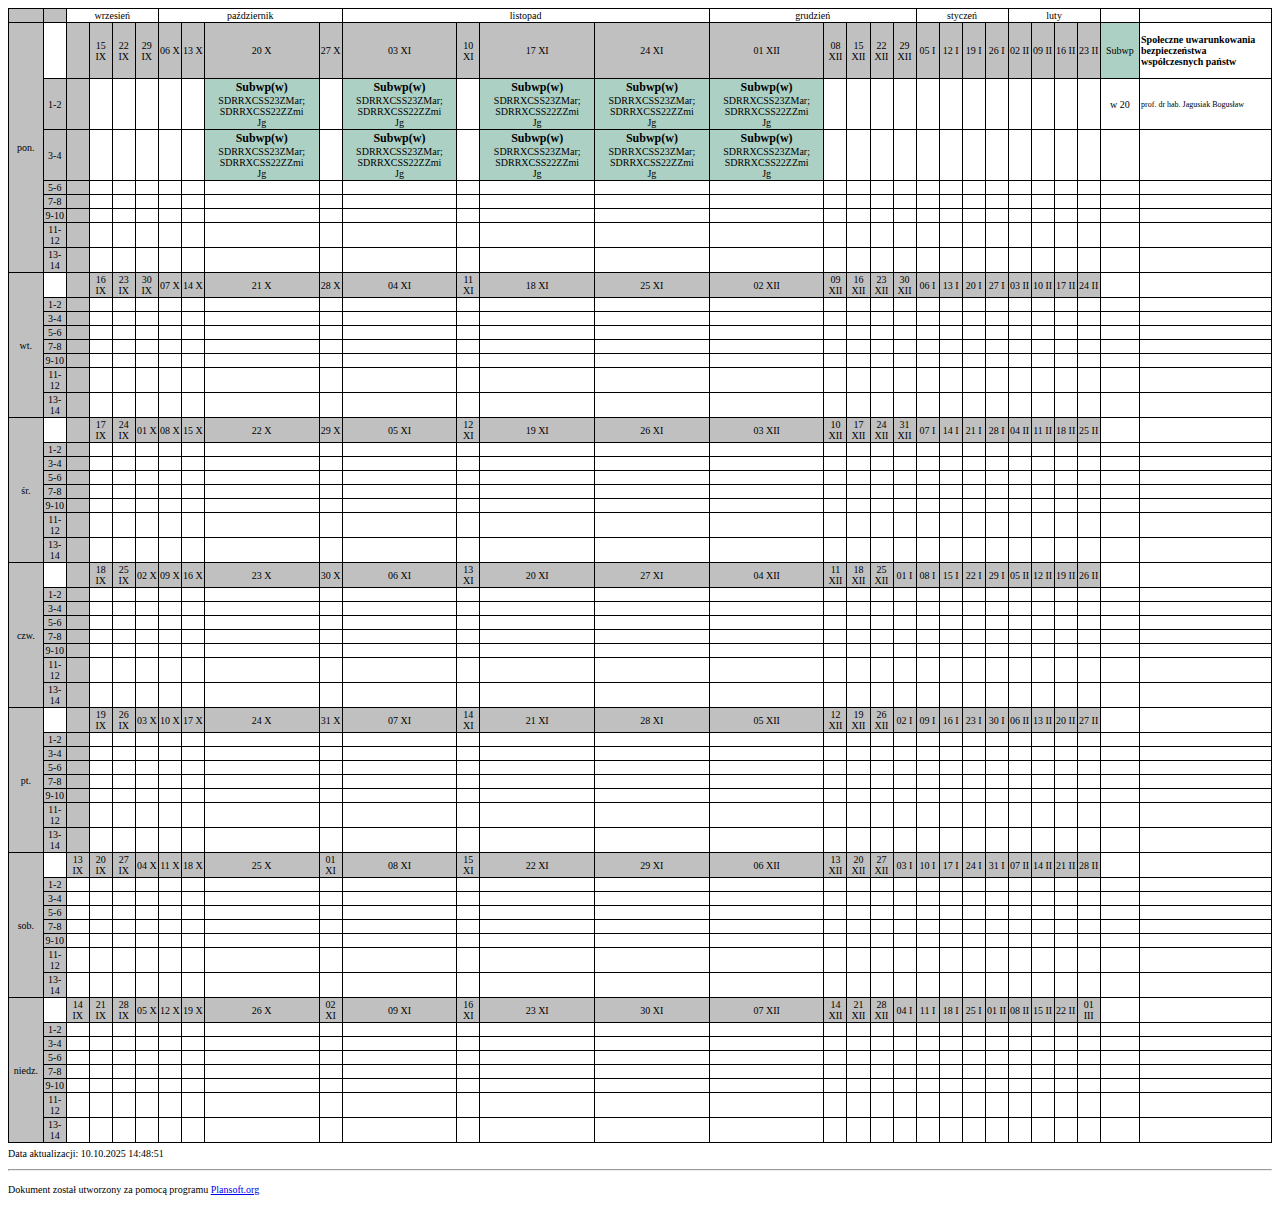 wrzesień październik listopad grudzień styczeń luty
pon. 15 IX 22 IX 29 IX 06 X 13 X 20 X 27 X 03 XI 10 XI 17 XI 24 XI 01 XII 08 XII 15 XII 22 XII 29 XII 05 I 12 I 19 I 26 I 02 II 09 II 16 II 23 II Subwp Społeczne uwarunkowania bezpieczeństwa współczesnych państw
1-2 Subwp(w) Subwp(w) Subwp(w) Subwp(w) Subwp(w) w 20 prof. dr hab. Jagusiak Bogusław
SDRRXCSS23ZMar; SDRRXCSS23ZMar; SDRRXCSS23ZMar; SDRRXCSS23ZMar; SDRRXCSS23ZMar;
SDRRXCSS22ZZmi SDRRXCSS22ZZmi SDRRXCSS22ZZmi SDRRXCSS22ZZmi SDRRXCSS22ZZmi
Jg Jg Jg Jg Jg
3-4 Subwp(w) Subwp(w) Subwp(w) Subwp(w) Subwp(w)
SDRRXCSS23ZMar; SDRRXCSS23ZMar; SDRRXCSS23ZMar; SDRRXCSS23ZMar; SDRRXCSS23ZMar;
SDRRXCSS22ZZmi SDRRXCSS22ZZmi SDRRXCSS22ZZmi SDRRXCSS22ZZmi SDRRXCSS22ZZmi
Jg Jg Jg Jg Jg
5-6
7-8
9-10
11-12
13-14
wt. 16 IX 23 IX 30 IX 07 X 14 X 21 X 28 X 04 XI 11 XI 18 XI 25 XI 02 XII 09 XII 16 XII 23 XII 30 XII 06 I 13 I 20 I 27 I 03 II 10 II 17 II 24 II
1-2
3-4
5-6
7-8
9-10
11-12
13-14
śr. 17 IX 24 IX 01 X 08 X 15 X 22 X 29 X 05 XI 12 XI 19 XI 26 XI 03 XII 10 XII 17 XII 24 XII 31 XII 07 I 14 I 21 I 28 I 04 II 11 II 18 II 25 II
1-2
3-4
5-6
7-8
9-10
11-12
13-14
czw. 18 IX 25 IX 02 X 09 X 16 X 23 X 30 X 06 XI 13 XI 20 XI 27 XI 04 XII 11 XII 18 XII 25 XII 01 I 08 I 15 I 22 I 29 I 05 II 12 II 19 II 26 II
1-2
3-4
5-6
7-8
9-10
11-12
13-14
pt. 19 IX 26 IX 03 X 10 X 17 X 24 X 31 X 07 XI 14 XI 21 XI 28 XI 05 XII 12 XII 19 XII 26 XII 02 I 09 I 16 I 23 I 30 I 06 II 13 II 20 II 27 II
1-2
3-4
5-6
7-8
9-10
11-12
13-14
sob. 13 IX 20 IX 27 IX 04 X 11 X 18 X 25 X 01 XI 08 XI 15 XI 22 XI 29 XI 06 XII 13 XII 20 XII 27 XII 03 I 10 I 17 I 24 I 31 I 07 II 14 II 21 II 28 II
1-2
3-4
5-6
7-8
9-10
11-12
13-14
niedz. 14 IX 21 IX 28 IX 05 X 12 X 19 X 26 X 02 XI 09 XI 16 XI 23 XI 30 XI 07 XII 14 XII 21 XII 28 XII 04 I 11 I 18 I 25 I 01 II 08 II 15 II 22 II 01 III
1-2
3-4
5-6
7-8
9-10
11-12
13-14
Data aktualizacji: 10.10.2025 14:48:51
Dokument został utworzony za pomocą programu Plansoft.org